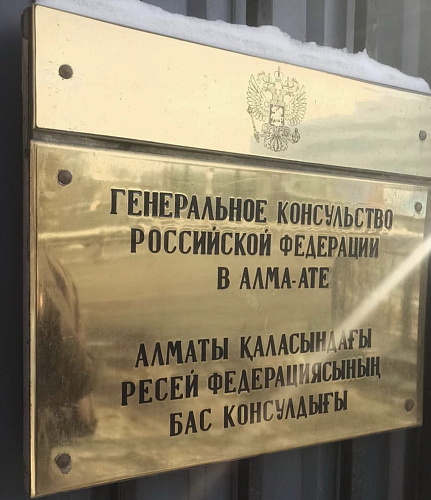 ГЕНЕРАЛЬНОЕ КОНСУЛЬСТВО
РОССИЙСКОЙ ФЕДЕРАЦИИ
В АЛМА-АТЕ
АЛМАТЫ ҚАЛАСЫНДАҒЫ
РЕСЕЙ ФЕДЕРАЦИЯСЫНЫҢ
БАС КОНСУЛДЫҒЫ